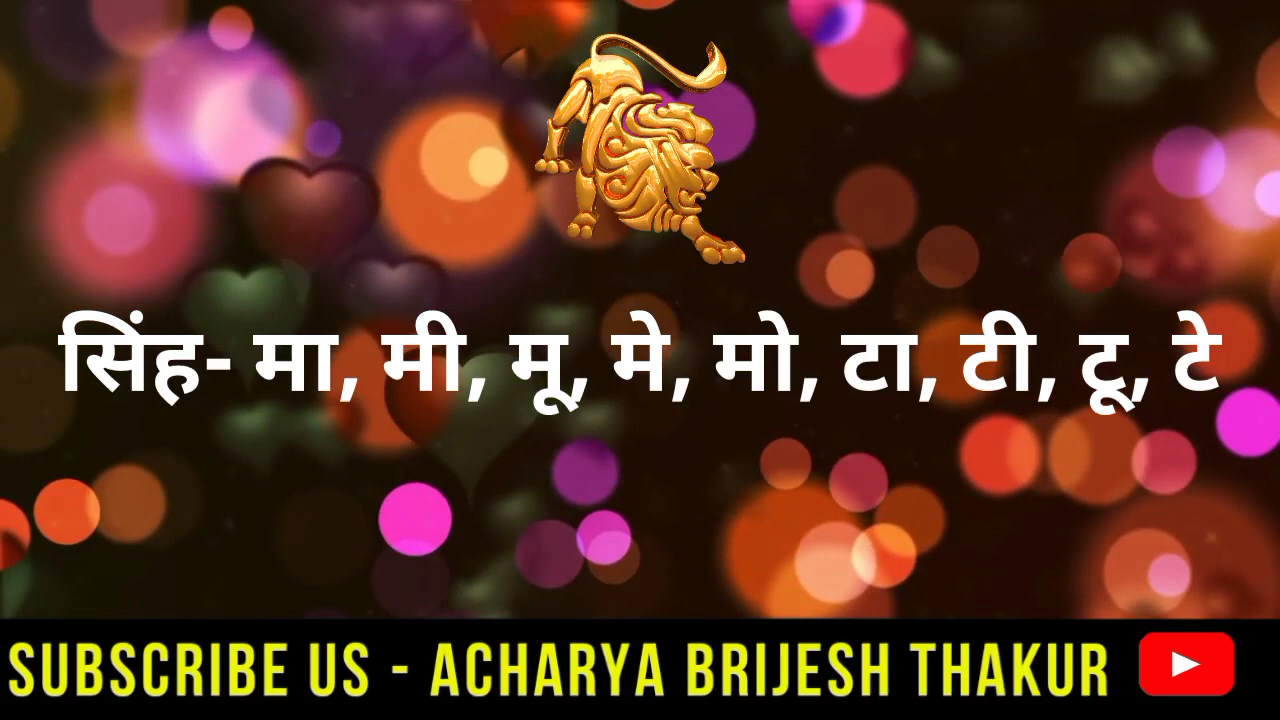 सिंह- मा, मी, मू, मे, मो, टा, टी, टू, टे
SUBSCRIBE US - ACHARYA BRIJESH THAKUR